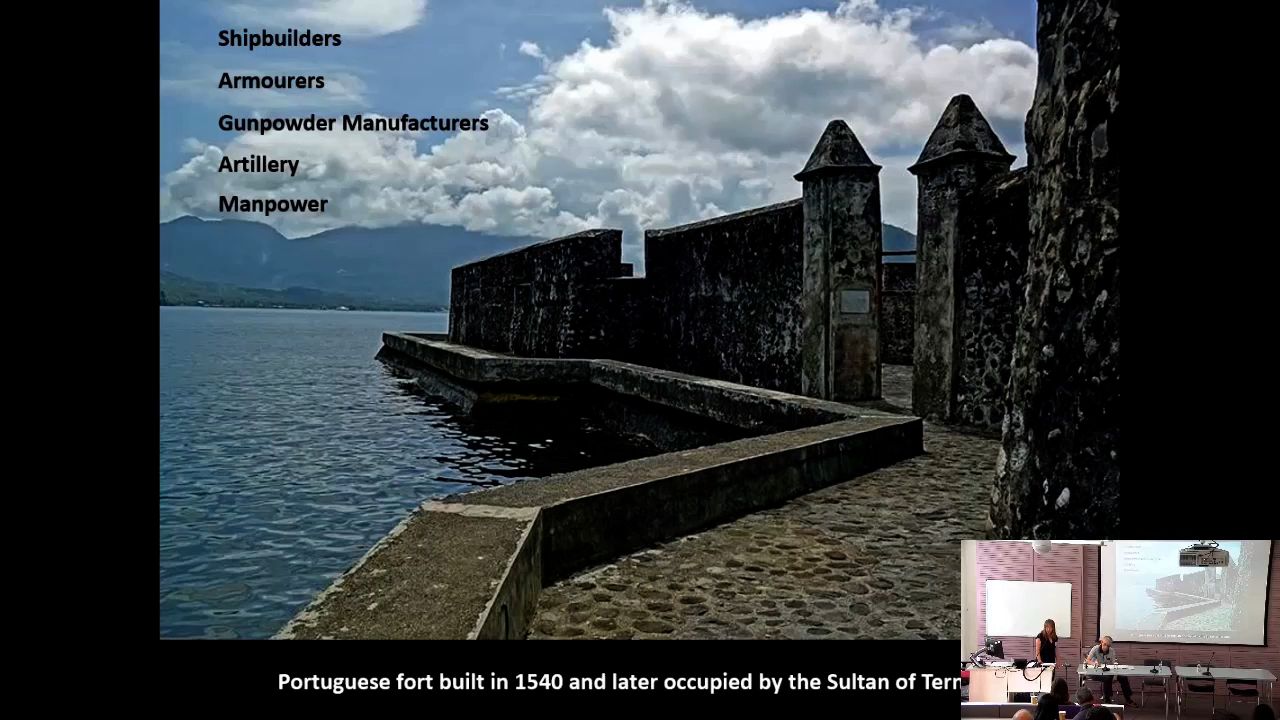 Shipbuilders
Armourers
Gunpowder Manufacturers
Artillery
Manpower
Portuguese fort built in 1540 and later occupied by the Sultan of